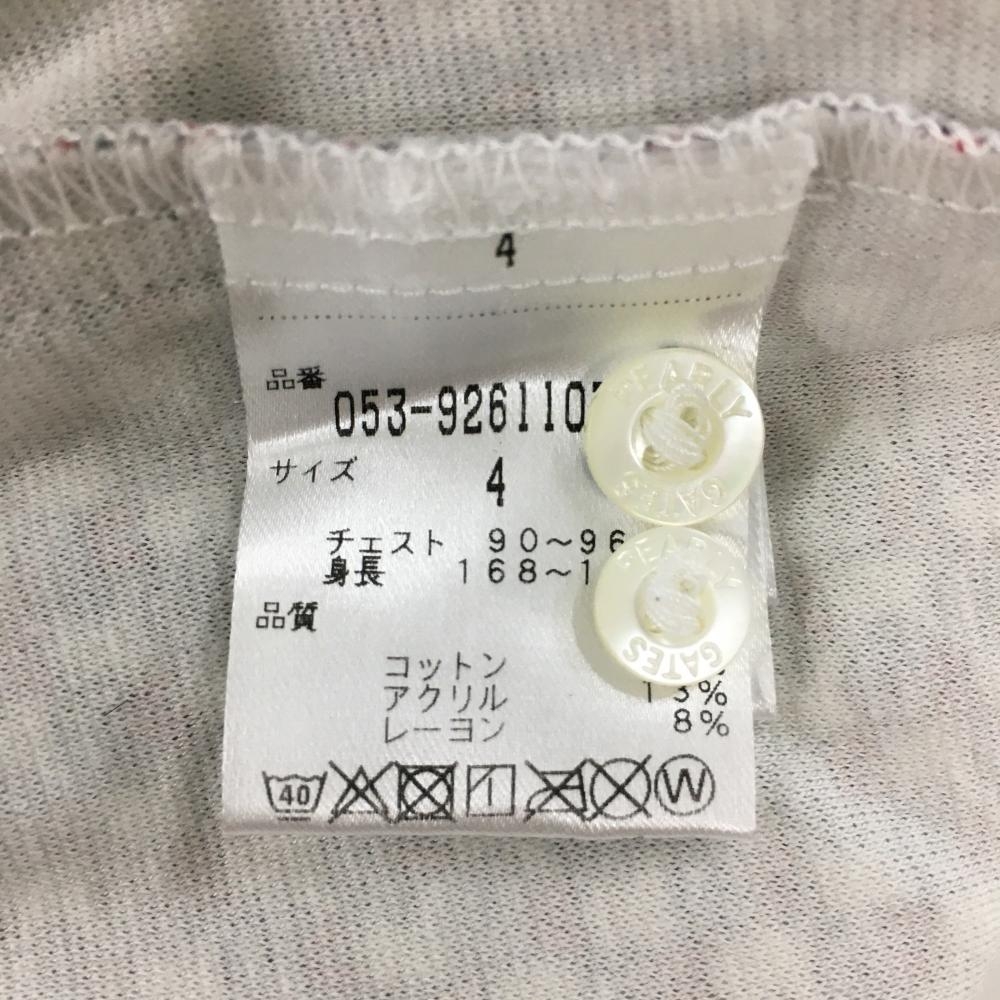 4
品番
053-926110
PEARLY
GATES
サイズ
4
チェスト 90～96
身長 168～1
PEARLY
GATES
品質
コットン
アクリル 13%
レーヨン 8%
40 W